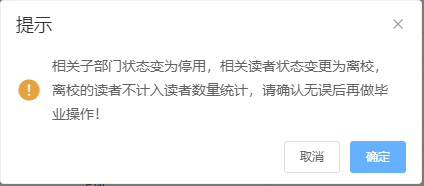 提示
相关子部门状态变为停用，相关读者状态变更为离校，
离校的读者不计入读者数量统计，请确认无误后再做毕
业操作！
取消
确定